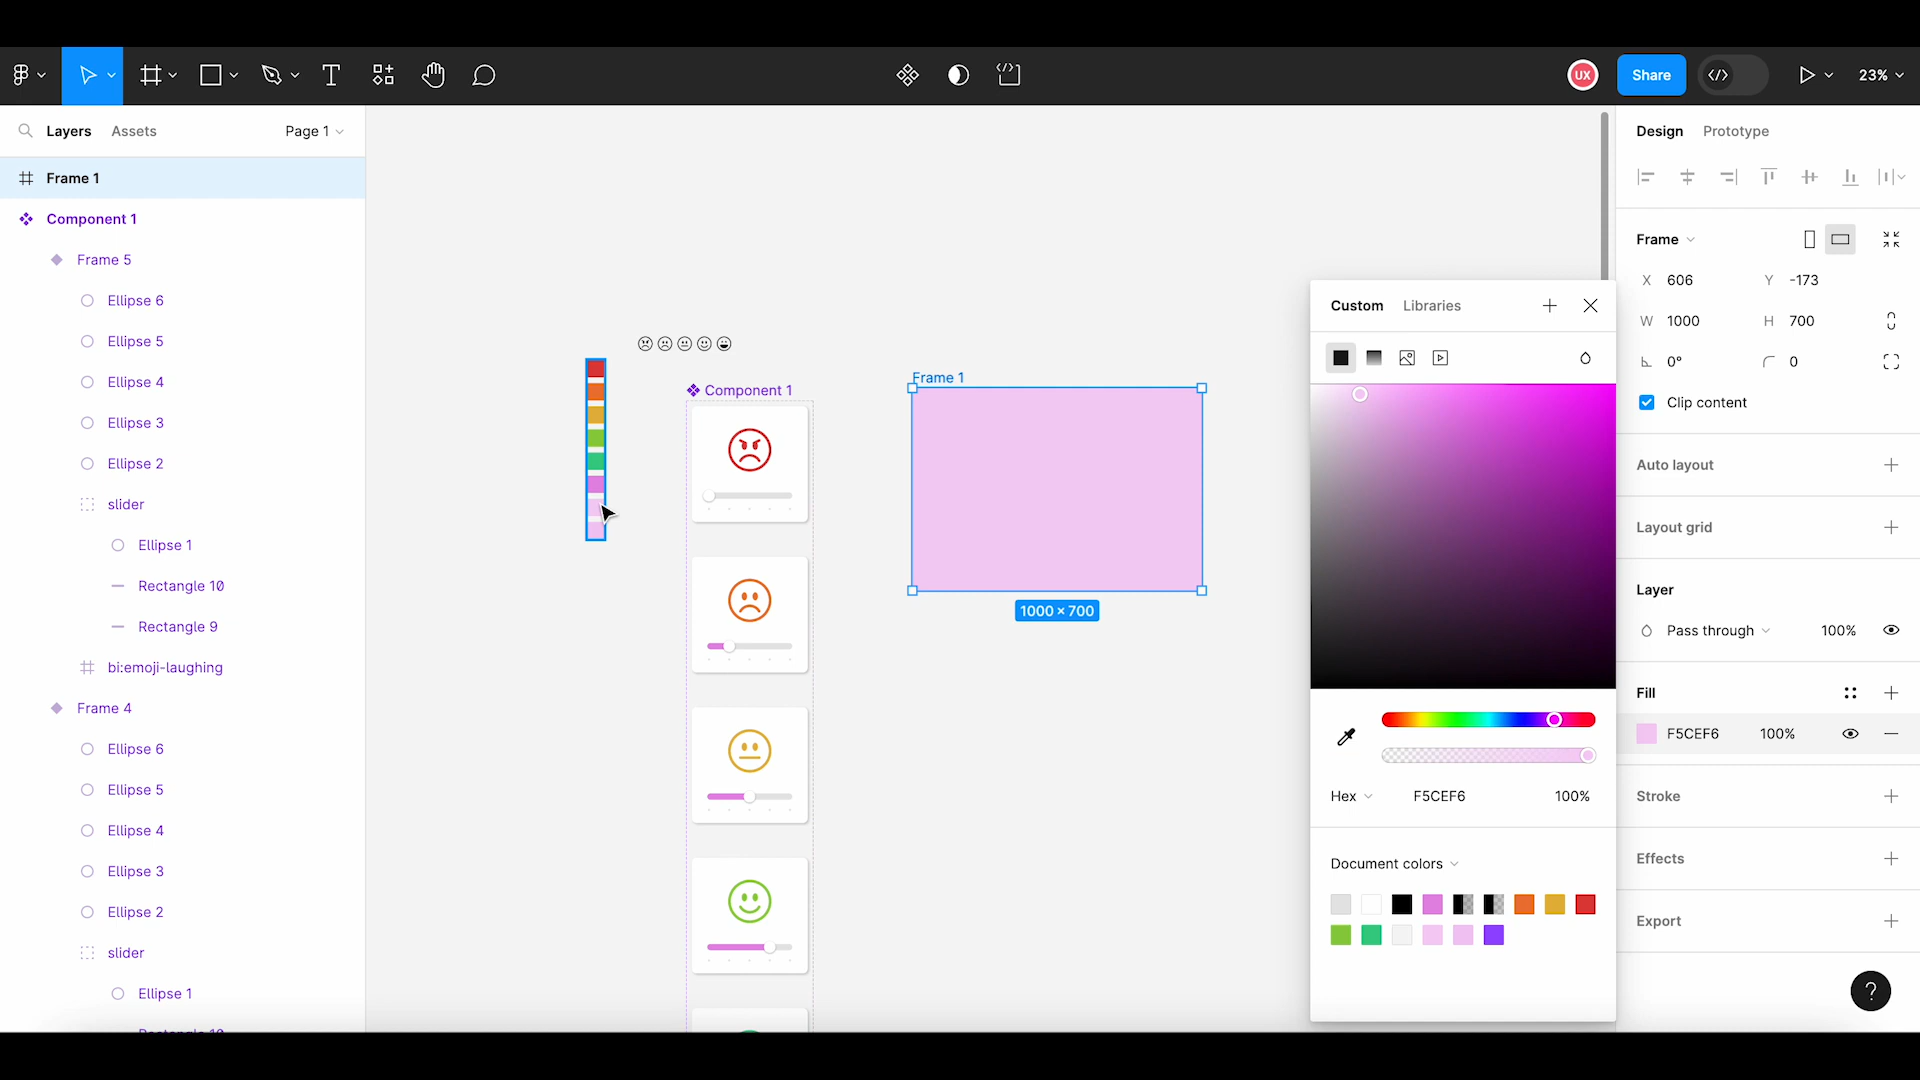 UX
Share
23%
Layers
Assets
Page 1
Frame 1
Component 1
Frame 5
Ellipse 6
Ellipse 5
Ellipse 4
Ellipse 3
Ellipse 2
slider
Ellipse 1
Rectangle 10
Rectangle 9
bi:emoji-laughing
Frame 4
Ellipse 6
Ellipse 5
Ellipse 4
Ellipse 3
Ellipse 2
slider
Ellipse 1
Component 1
Frame 1
1000 × 700
Custom
Libraries
Hex
F5CEF6
100%
Document colors
Design
Prototype
Frame
X 606
Y -173
W 1000
H 700
0°
0
Clip content
Auto layout
Layout grid
Layer
Pass through
100%
Fill
F5CEF6
100%
Stroke
Effects
Export
?